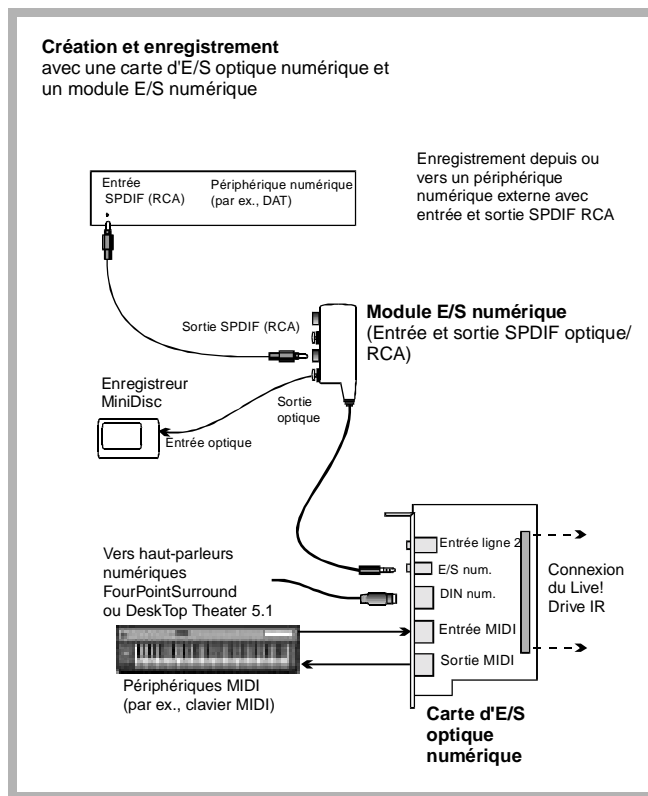 Création et enregistrement
avec une carte d'E/S optique numérique et
un module E/S numérique
Entrée
SPDIF (RCA)
Périphérique numérique
(par ex., DAT)
Enregistrement depuis ou
vers un périphérique
numérique externe avec
entrée et sortie SPDIF RCA
Sortie SPDIF (RCA)
Module E/S numérique
(Entrée et sortie SPDIF optique/
RCA)
Enregistreur
MiniDisc
Sortie
optique
Entrée optique
Vers haut-parleurs
numériques
FourPointSurround
ou DeskTop Theater 5.1
Entrée ligne 2
E/S num.
DIN num.
Entrée MIDI
Sortie MIDI
Connexion
du Live!
Drive IR
Périphériques MIDI
(par ex., clavier MIDI)
Carte d'E/S
optique
numérique